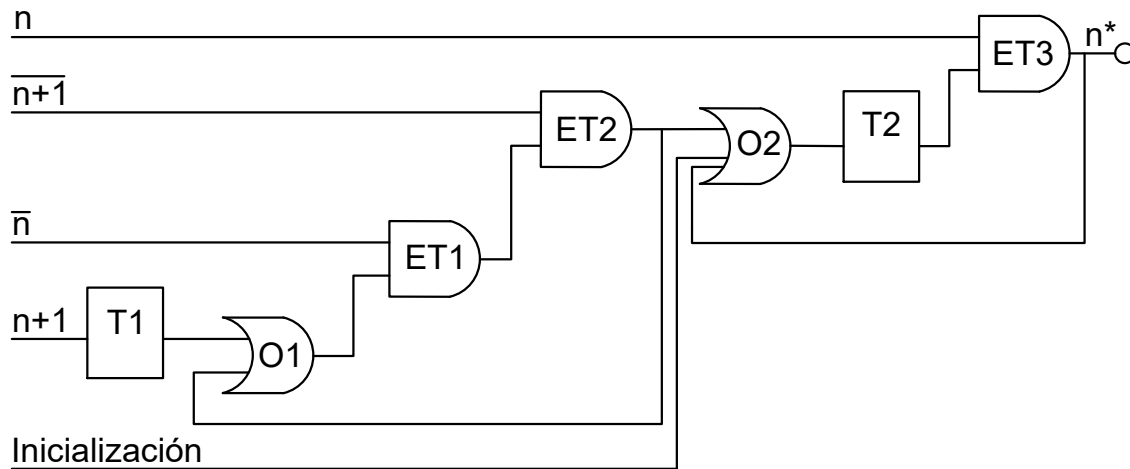 n
n*
ET3
n+1
ET2
T2
O2
n
ET1
n+1
T1
O1
Inicialización